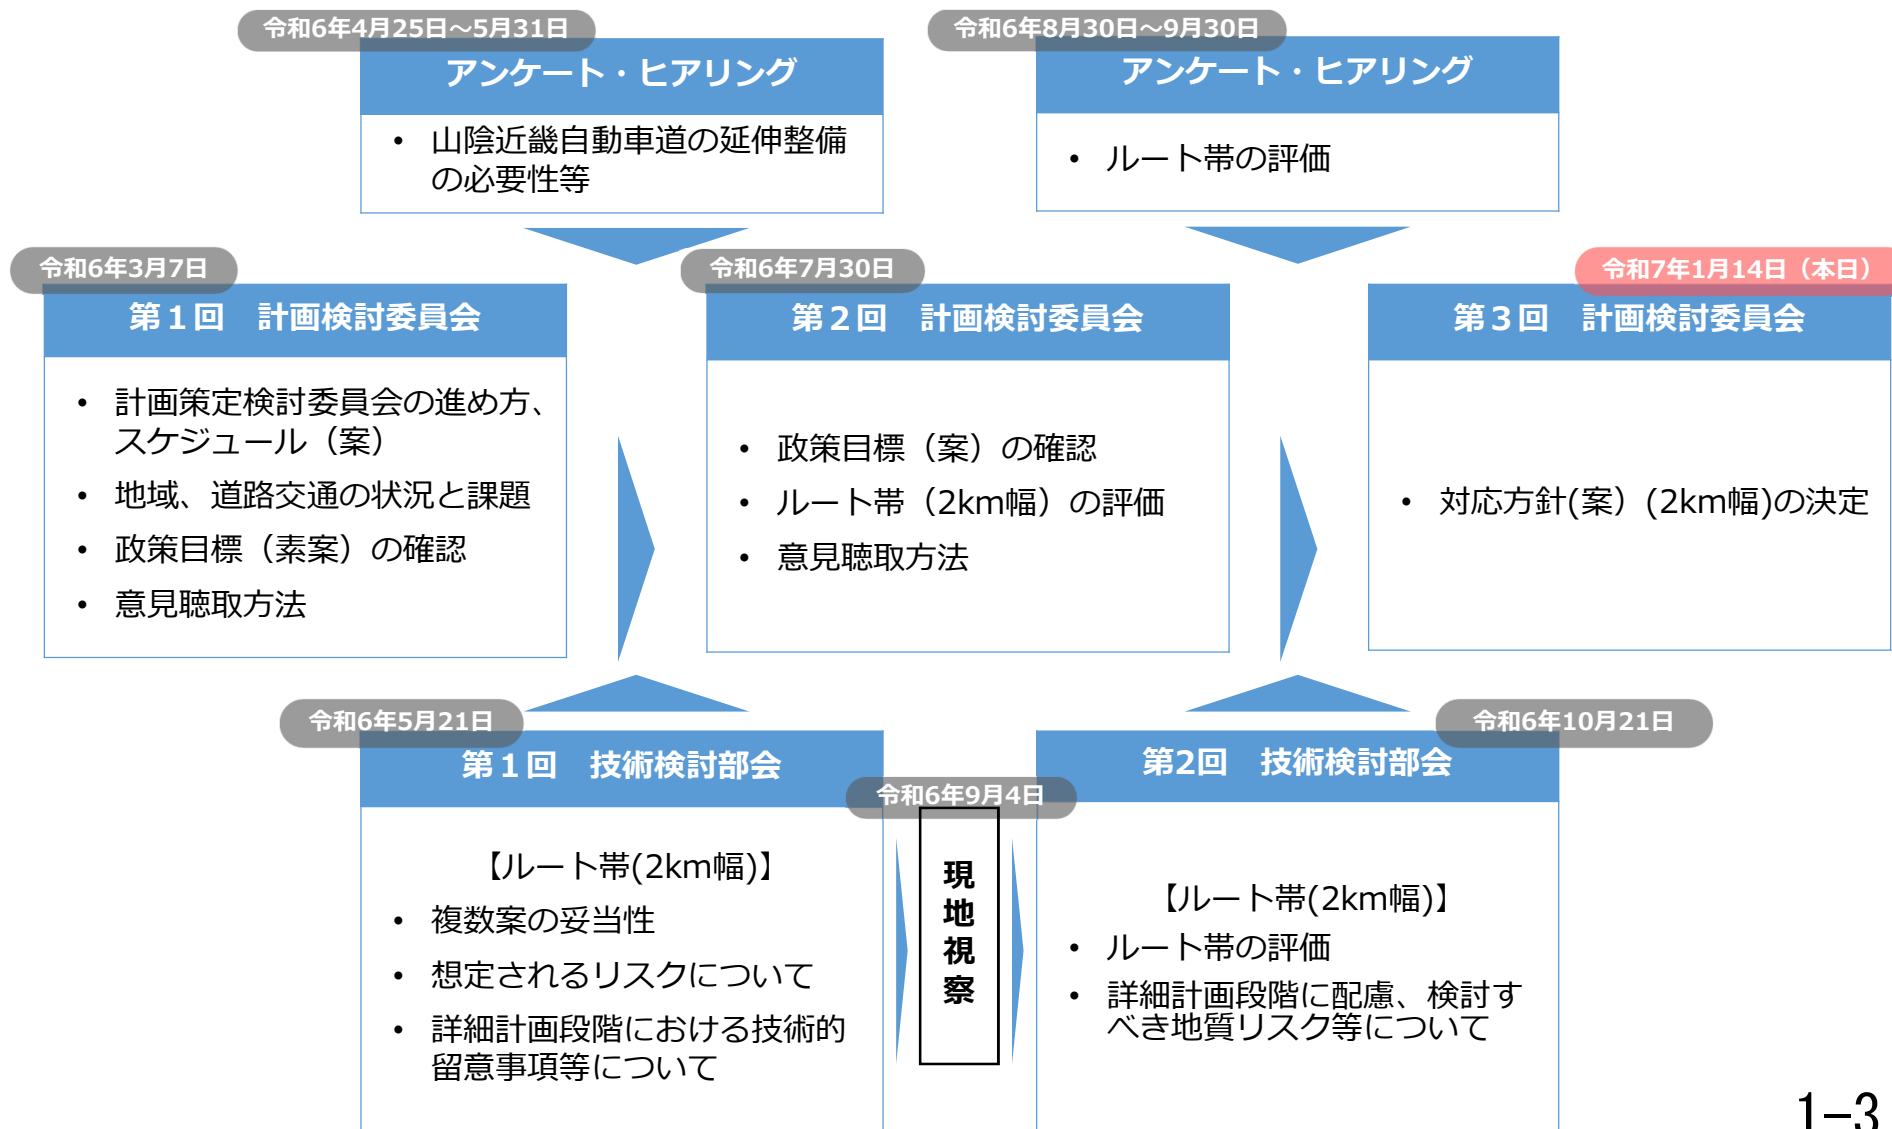 令和6年4月25日～5月31日
アンケート・ヒアリング
• 山陰近畿自動車道の延伸整備
の必要性等
令和6年8月30日～9月30日
アンケート・ヒアリング
• ルート帯の評価
令和6年3月7日
第１回　計画検討委員会
• 計画策定検討委員会の進め方、
スケジュール（案）
• 地域、道路交通の状況と課題
• 政策目標（素案）の確認
• 意見聴取方法
令和6年7月30日
第２回　計画検討委員会
• 政策目標（案）の確認
• ルート帯（2km幅）の評価
• 意見聴取方法
令和7年1月14日（本日）
第３回　計画検討委員会
• 対応方針(案）(2km幅)の決定
令和6年5月21日
第１回　技術検討部会
【ルート帯(2km幅)】
• 複数案の妥当性
• 想定されるリスクについて
• 詳細計画段階における技術的
留意事項等について
令和6年9月4日
現地視察
令和6年10月21日
第2回　技術検討部会
【ルート帯(2km幅)】
• ルート帯の評価
• 詳細計画段階に配慮、検討す
べき地質リスク等について
1−3